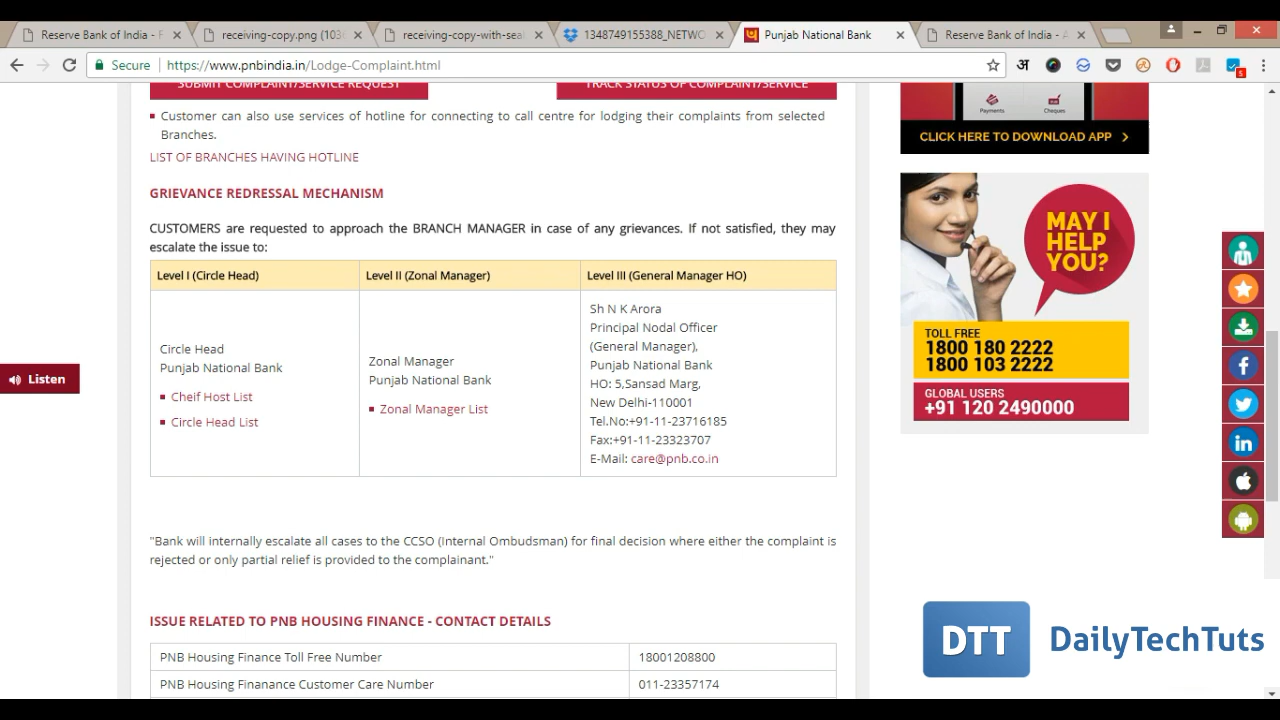 Reserve Bank of India - F
receiving-copy.png (103
receiving-copy-with-seal
1348749155388_NETWO
Punjab National Bank
Reserve Bank of India - A
Secure
https://www.pnbindia.in/Lodge-Complaint.html
अ
5
SUBMIT COMPLAINT/SERVICE REQUEST
TRACK STATUS OF COMPLAINT/SERVICE
Customer can also use services of hotline for connecting to call centre for lodging their complaints from selected
Branches.
LIST OF BRANCHES HAVING HOTLINE
GRIEVANCE REDRESSAL MECHANISM
CUSTOMERS are requested to approach the BRANCH MANAGER in case of any grievances. If not satisfied, they may
escalate the issue to:
Level I (Circle Head)
Level II (Zonal Manager)
Level III (General Manager HO)
Circle Head
Punjab National Bank
Cheif Host List
Circle Head List
Zonal Manager
Punjab National Bank
Zonal Manager List
Sh N K Arora
Principal Nodal Officer
(General Manager),
Punjab National Bank
HO: 5,Sansad Marg,
New Delhi-110001
Tel.No:+91-11-23716185
Fax:+91-11-23323707
E-Mail: care@pnb.co.in
"Bank will internally escalate all cases to the CCSO (Internal Ombudsman) for final decision where either the complaint is
rejected or only partial relief is provided to the complainant."
ISSUE RELATED TO PNB HOUSING FINANCE - CONTACT DETAILS
PNB Housing Finance Toll Free Number
18001208800
PNB Housing Finanance Customer Care Number
011-23357174
Payments
Cheques
CLICK HERE TO DOWNLOAD APP
MAY I
HELP
YOU?
TOLL FREE
1800 180 2222
1800 103 2222
GLOBAL USERS
+91 120 2490000
Listen
DTT
DailyTechTuts